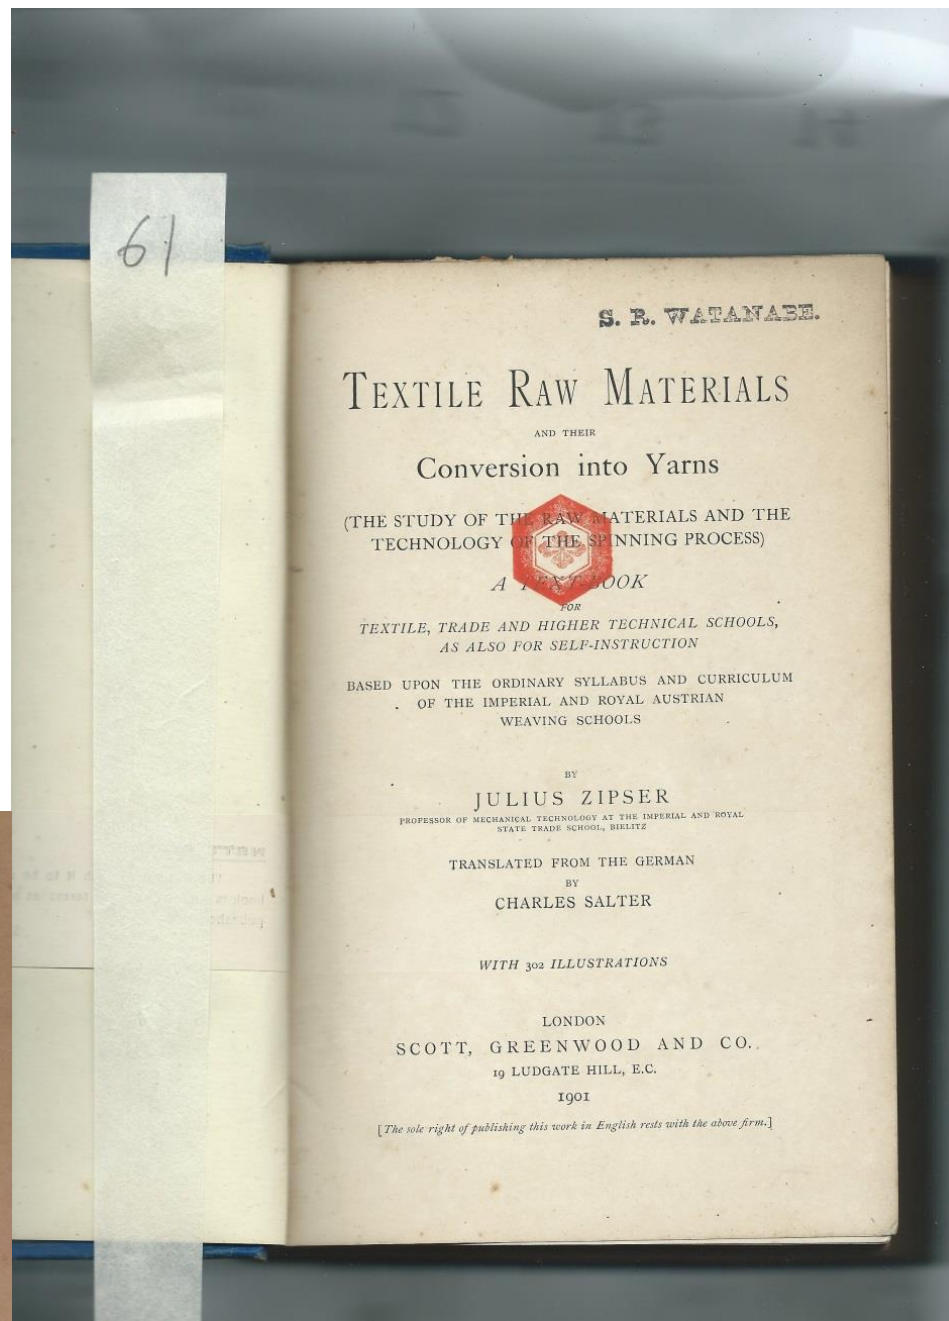 61
S. R. WATANABE.
TEXTILE RAW MATERIALS
AND THEIR
Conversion into Yarns
(THE STUDY OF THE RAW MATERIALS AND THE
TECHNOLOGY OF THE SPINNING PROCESS)
A TEXT-BOOK
FOR
TEXTILE, TRADE AND HIGHER TECHNICAL SCHOOLS,
AS ALSO FOR SELF-INSTRUCTION
BASED UPON THE ORDINARY SYLLABUS AND CURRICULUM
OF THE IMPERIAL AND ROYAL AUSTRIAN
WEAVING SCHOOLS
BY
JULIUS ZIPSER
PROFESSOR OF MECHANICAL TECHNOLOGY AT THE IMPERIAL AND ROYAL
STATE TRADE SCHOOL, BIELITZ
TRANSLATED FROM THE GERMAN
BY
CHARLES SALTER
WITH 302 ILLUSTRATIONS
LONDON
SCOTT, GREENWOOD AND CO.
19 LUDGATE HILL, E.C.
1901
[The sole right of publishing this work in English rests with the above firm.]